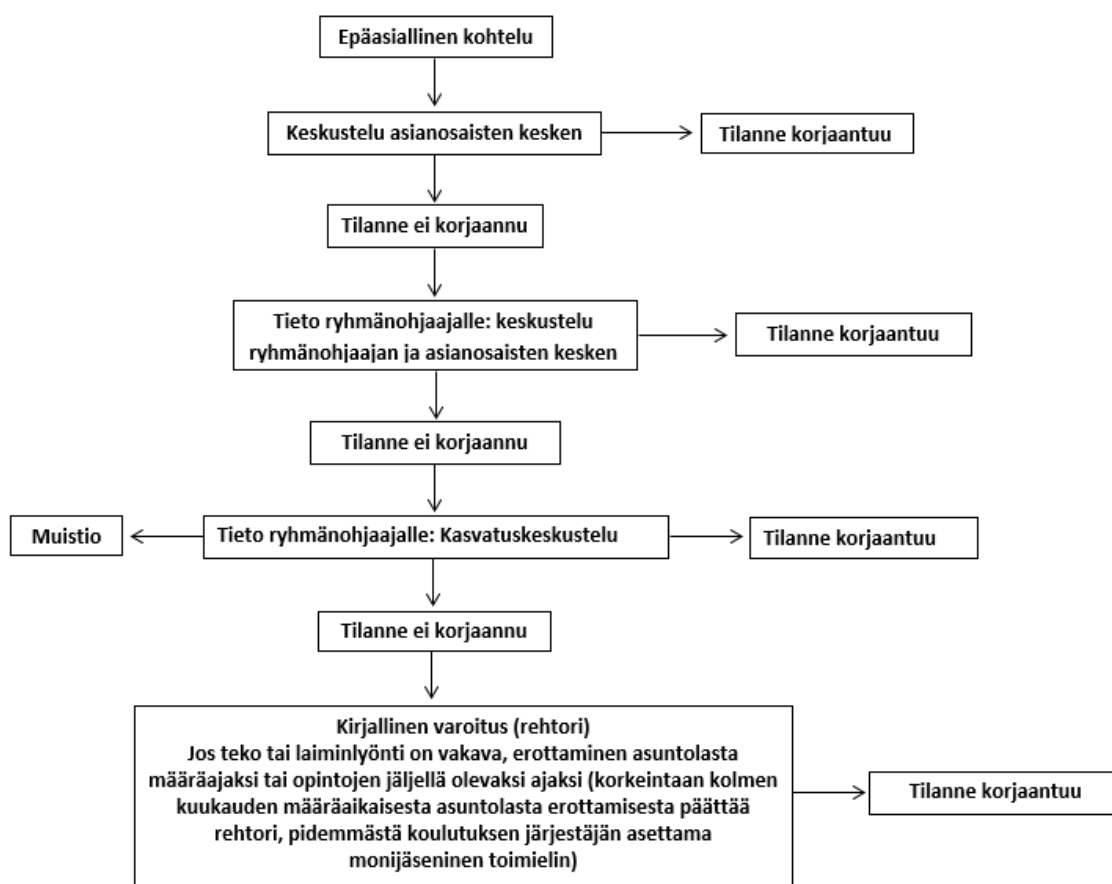 Epäasiallinen kohtelu
Keskustelu asianosaisten kesken
Tilanne korjaantuu
Tilanne ei korjaannu
Tieto ryhmänohjaajalle: keskustelu
ryhmänohjaajan ja asianosaisten kesken
Tilanne korjaantuu
Tilanne ei korjaannu
Muistio
Tieto ryhmänohjaajalle: Kasvatuskeskustelu
Tilanne korjaantuu
Tilanne ei korjaannu
Kirjallinen varoitus (rehtori)
Jos teko tai laiminlyönti on vakava, erottaminen asuntolasta
määräajaksi tai opintojen jäljellä olevaksi ajaksi (korkeintaan kolmen
kuukauden määräaikaisesta asuntolasta erottamisesta päättää
rehtori, pidemmästä koulutuksen järjestäjän asettama
monijäseninen toimielin)
Tilanne korjaantuu